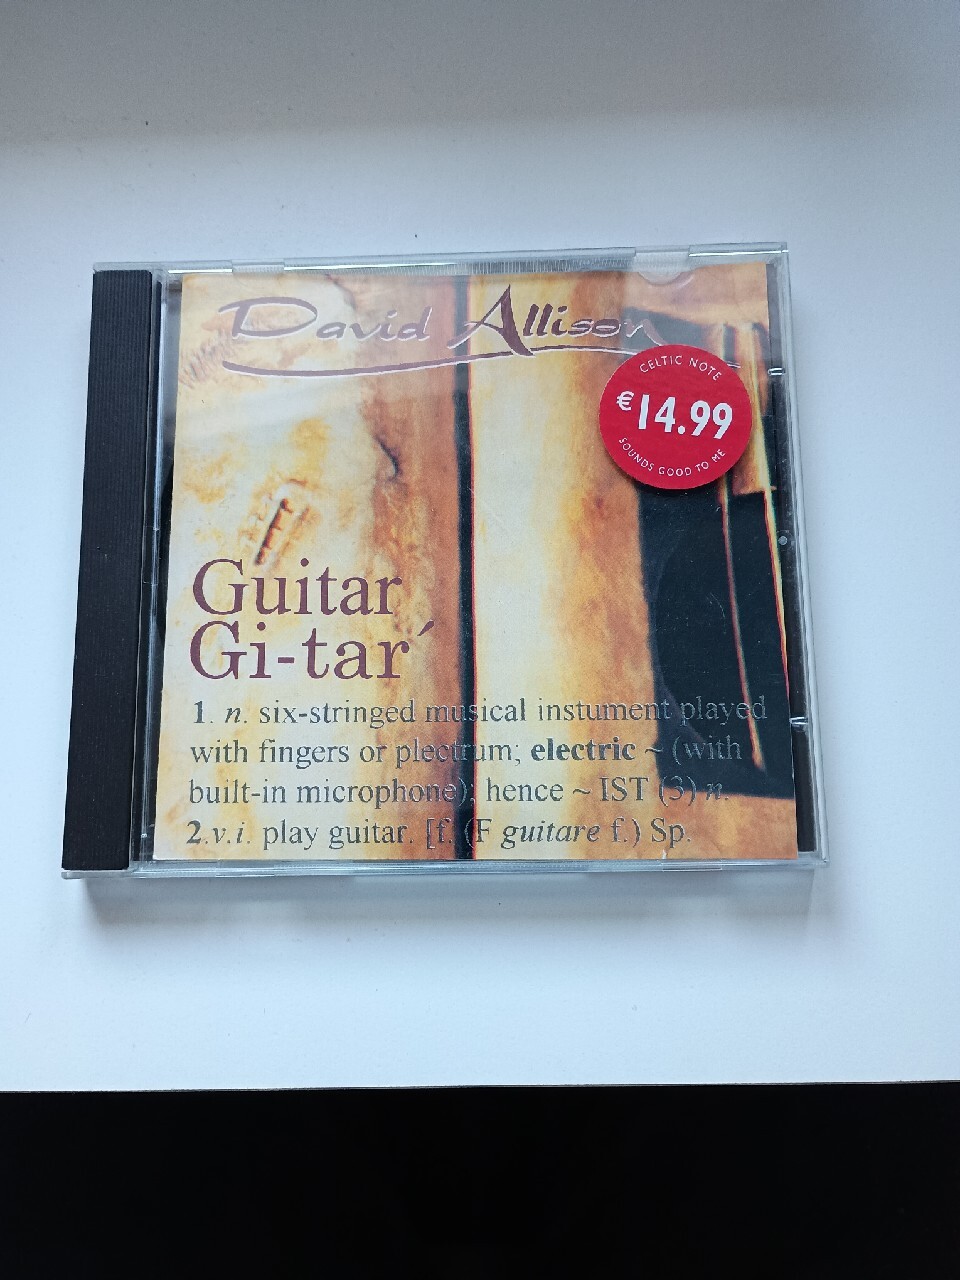 David Allison
CELTIC NOTE
€14.99
SOUNDS GOOD TO ME
Guitar
Gi-tar´
1. n. six-stringed musical instument played
with fingers or plectrum; electric ~ (with
built-in microphone); hence ~ IST (3) n.
2.v.i. play guitar. [f. (F guitare f.) Sp.